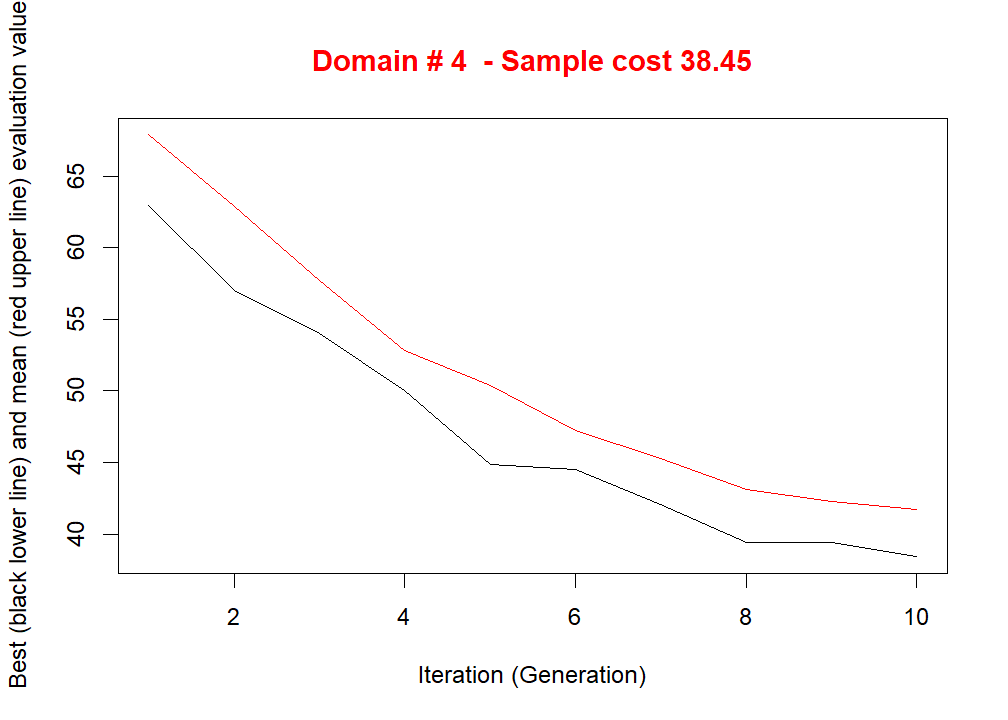 Domain # 4  - Sample cost 38.45
Best (black lower line) and mean (red upper line) evaluation value
65
60
55
50
45
40
2 4 6 8 10
Iteration (Generation)